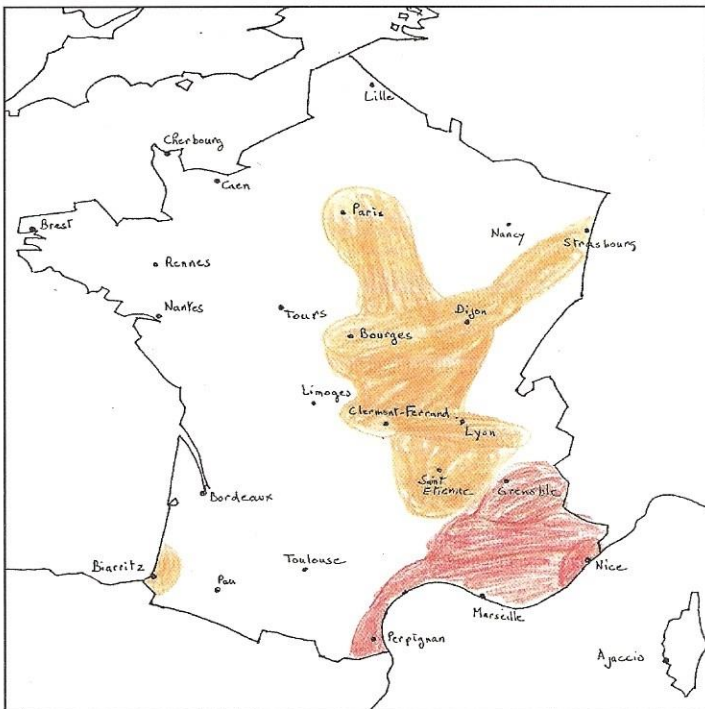 Lille
Cherbourg
Caen
Paris
Brest
Nancy
Strasbourg
Rennes
Nantes
Tours
Dijon
Bourges
Limoges
Clermont-Ferrand
Lyon
Saint
Etienne
Grenoble
Bordeaux
Biarritz
Toulouse
Nice
Pau
Marseille
Perpignan
Ajaccio